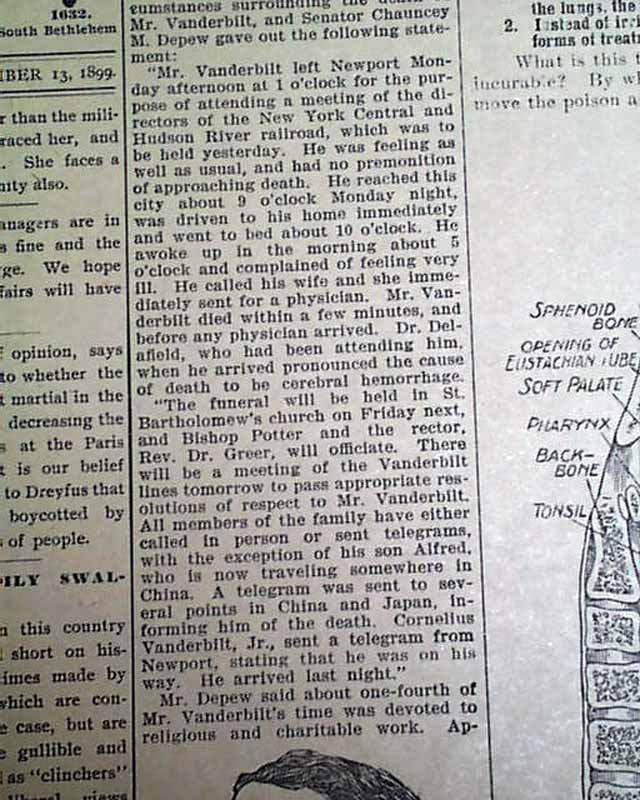 1632.
South Bethlehem
BER 13, 1899.
r than the mili-
raced her, and
. She faces a
nity also.
anagers are in
s fine and the
ge. We hope
fairs will have
opinion, says
to whether the
t martial in the
decreasing the
s at the Paris
t is our belief
to Dreyfus that
boycotted by
s of people.
ILY SWAL-
n this country
short on his-
times made by
which are con-
e case, but are
e gullible and
as "clinchers"
views
cumstances surrounding the death of
Mr. Vanderbilt, and Senator Chauncey
M. Depew gave out the following state-
ment:
"Mr. Vanderbilt left Newport Mon-
day afternoon at 1 o'clock for the pur-
pose of attending a meeting of the di-
rectors of the New York Central and
Hudson River railroad, which was to
be held yesterday. He was feeling as
well as usual, and had no premonition
of approaching death. He reached this
city about 9 o'clock Monday night,
was driven to his home immediately
and went to bed about 10 o'clock. He
awoke up in the morning about 5
o'clock and complained of feeling very
ill. He called his wife and she imme-
diately sent for a physician. Mr. Van-
derbilt died within a few minutes, and
before any physician arrived. Dr. Del-
afield, who had been attending him,
when he arrived pronounced the cause
of death to be cerebral hemorrhage.
"The funeral will be held in St.
Bartholomew's church on Friday next,
and Bishop Potter and the rector,
Rev. Dr. Greer, will officiate. There
will be a meeting of the Vanderbilt
lines tomorrow to pass appropriate res-
olutions of respect to Mr. Vanderbilt.
All members of the family have either
called in person or sent telegrams,
with the exception of his son Alfred,
who is now traveling somewhere in
China. A telegram was sent to sev-
eral points in China and Japan, in-
forming him of the death. Cornelius
Vanderbilt, Jr., sent a telegram from
Newport, stating that he was on his
way. He arrived last night."
Mr. Depew said about one-fourth of
Mr. Vanderbilt's time was devoted to
religious and charitable work. Ap-
the lungs, the
2. Instead of
forms of treat
What is this
incurable? By w
move the poison a
SPHENOID
BONE
OPENING OF
EUSTACHIAN TUBE
SOFT PALATE
PHARYNX
BACK-
BONE
TONSIL